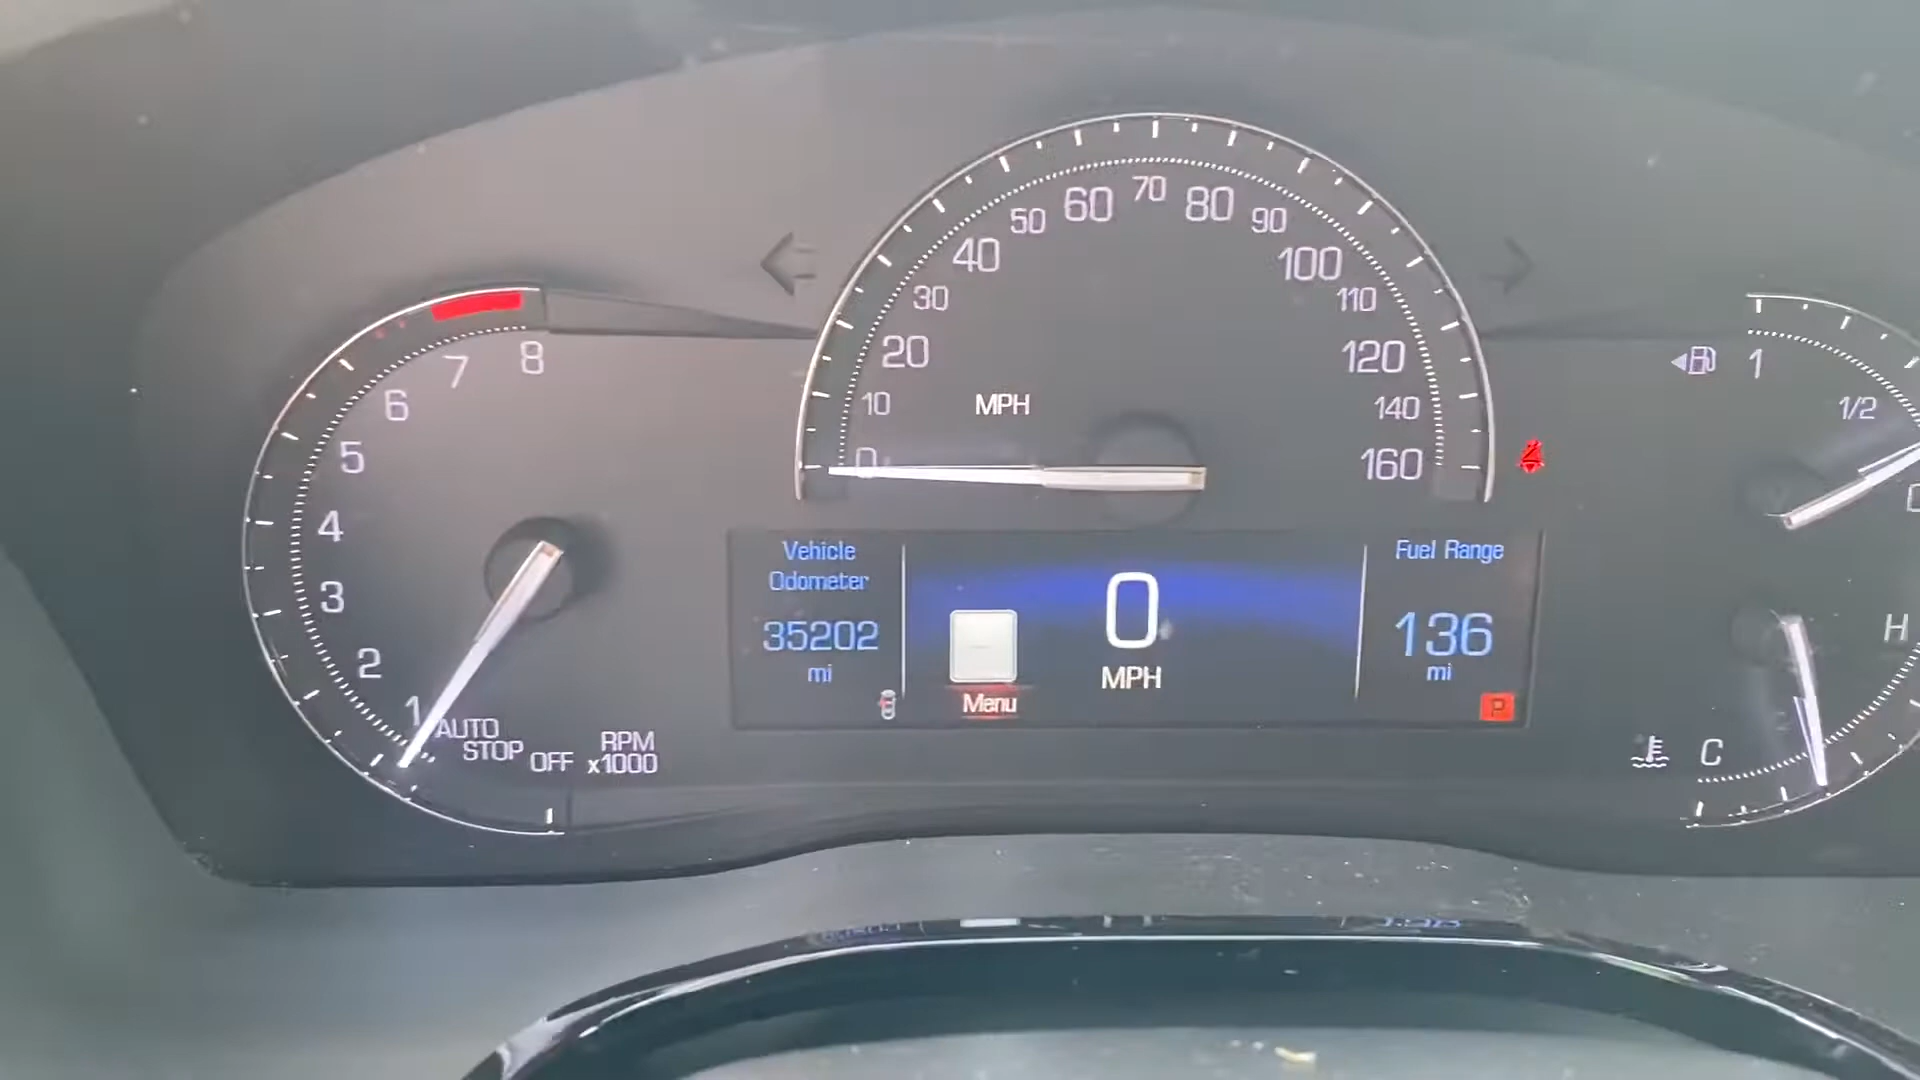 8
7
6
5
4
3
2
1
AUTO
STOP
OFF
RPM
x1000
0
10
20
30
40
50
60
70
80
90
100
110
120
140
160
MPH
Vehicle
Odometer
35202
mi
Menu
0
MPH
Fuel Range
136
mi
P
1
1/2
H
C